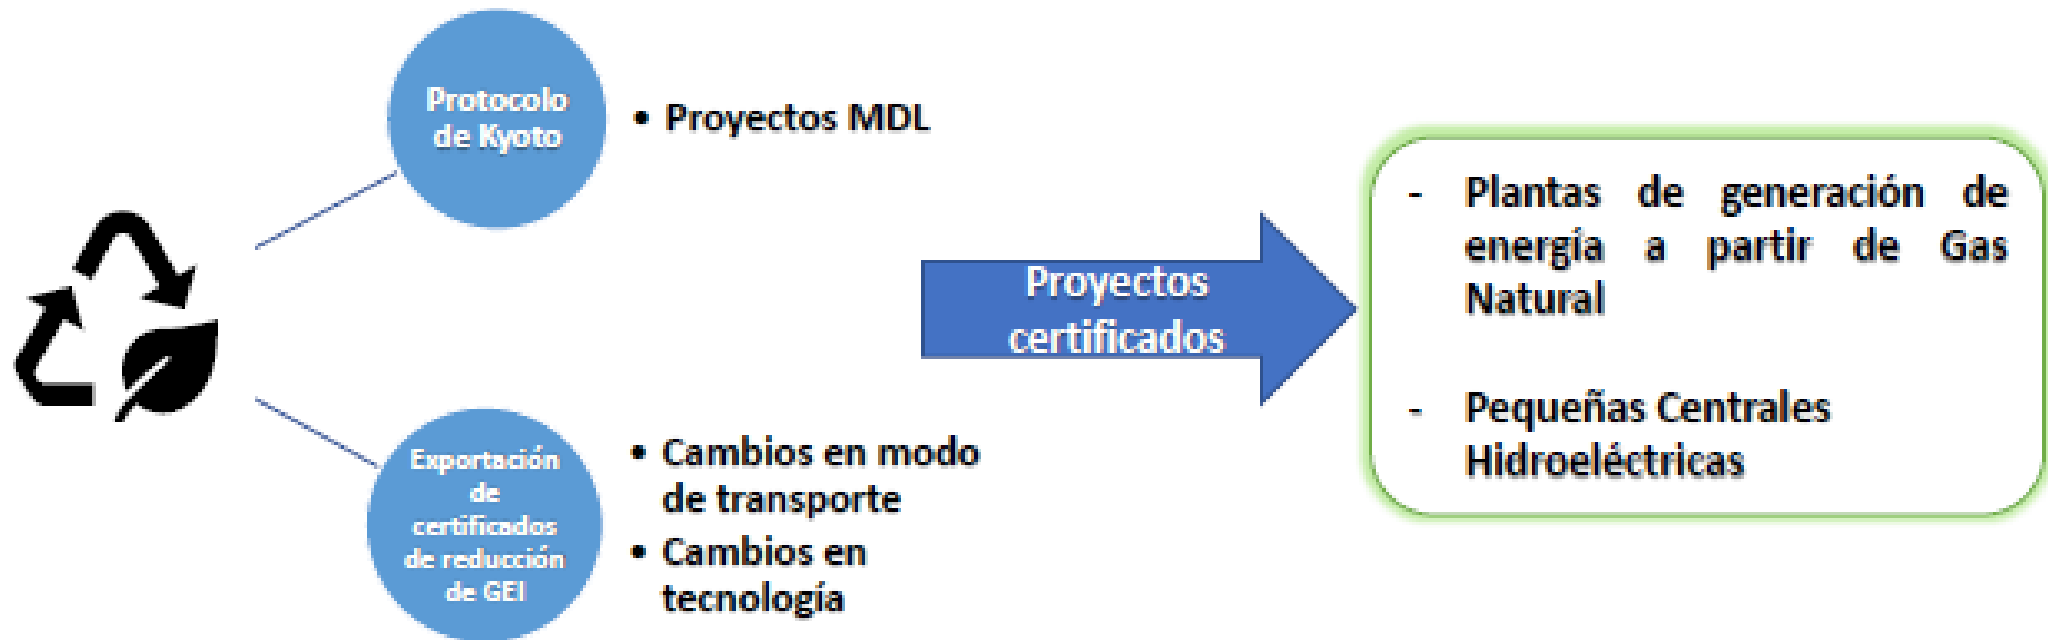 Protocolo
de Kyoto
• Proyectos MDL
Exportación
de
certificados
de reducción
de GEI
• Cambios en modo
de transporte
• Cambios en
tecnología
Proyectos
certificados
- Plantas de generación de
energía a partir de Gas
Natural
- Pequeñas Centrales
Hidroeléctricas